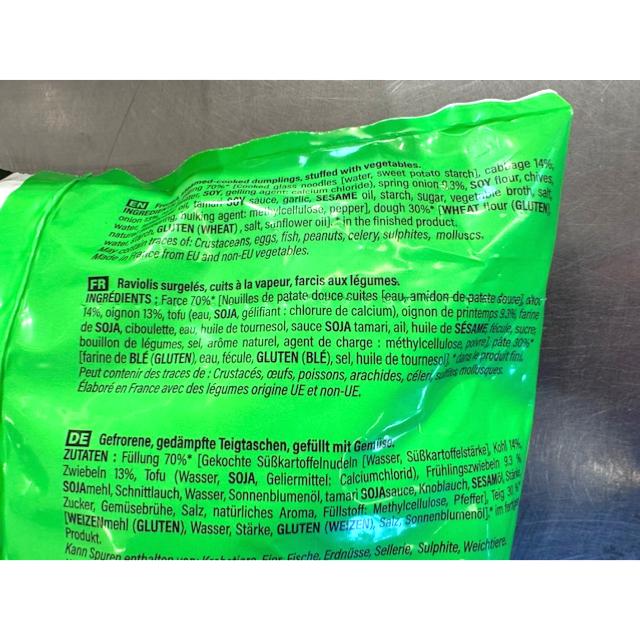 steamed-cooked dumplings, stuffed with vegetables.
70%* [Cooked glass noodles [water, sweet potato starch], cabbage 14%,
onion 13%, SOY, gelling agent: calcium chloride), spring onion 9.3%, SOY flour, chives,
water, oil, tamari SOY sauce, garlic, SESAME oil, starch, sugar, vegetable broth, salt,
bulking agent: methylcellulose, pepper], dough 30%* [WHEAT flour (GLUTEN),
water, starch, GLUTEN (WHEAT), salt, sunflower oil].* in the finished product.
May contain traces of: Crustaceans, eggs, fish, peanuts, celery, sulphites, molluscs.
Made in France from EU and non-EU vegetables.
FR Raviolis surgelés, cuits à la vapeur, farcis aux légumes.
INGRÉDIENTS : Farce 70%* [Nouilles de patate douce cuites [eau, amidon de patate douce], chou
14%, oignon 13%, tofu (eau, SOJA, gélifiant : chlorure de calcium), oignon de printemps 9.3%, farine
de SOJA, ciboulette, eau, huile de tournesol, sauce SOJA tamari, ail, huile de SÉSAME fécule, sucre,
bouillon de légumes, sel, arôme naturel, agent de charge : méthylcellulose, poivre], pâte 30%*
[farine de BLÉ (GLUTEN), eau, fécule, GLUTEN (BLÉ), sel, huile de tournesol].* dans le produit fini.
Peut contenir des traces de : Crustacés, œufs, poissons, arachides, céleri, sulfites, mollusques.
Élaboré en France avec des légumes origine UE et non-UE.
DE Gefrorene, gedämpfte Teigtaschen, gefüllt mit Gemüse.
ZUTATEN : Füllung 70%* [Gekochte Süßkartoffelnudeln [Wasser, Süßkartoffelstärke], Kohl 14%,
Zwiebeln 13%, Tofu (Wasser, SOJA, Geliermittel: Calciumchlorid), Frühlingszwiebeln 9.3 %
SOJAmehl, Schnittlauch, Wasser, Sonnenblumenöl, tamari SOJAsauce, Knoblauch, SESAMöl, Stärke,
Zucker, Gemüsebrühe, Salz, natürliches Aroma, Füllstoff: Methylcellulose, Pfeffer], Teig 30 %*
[WEIZENmehl (GLUTEN), Wasser, Stärke, GLUTEN (WEIZEN), Salz, Sonnenblumenöl].* im
Produkt.
Kann Spuren enthalten von: Krebstiere, Eier, Fische, Erdnüsse, Sellerie, Sulphite, Weichtiere.